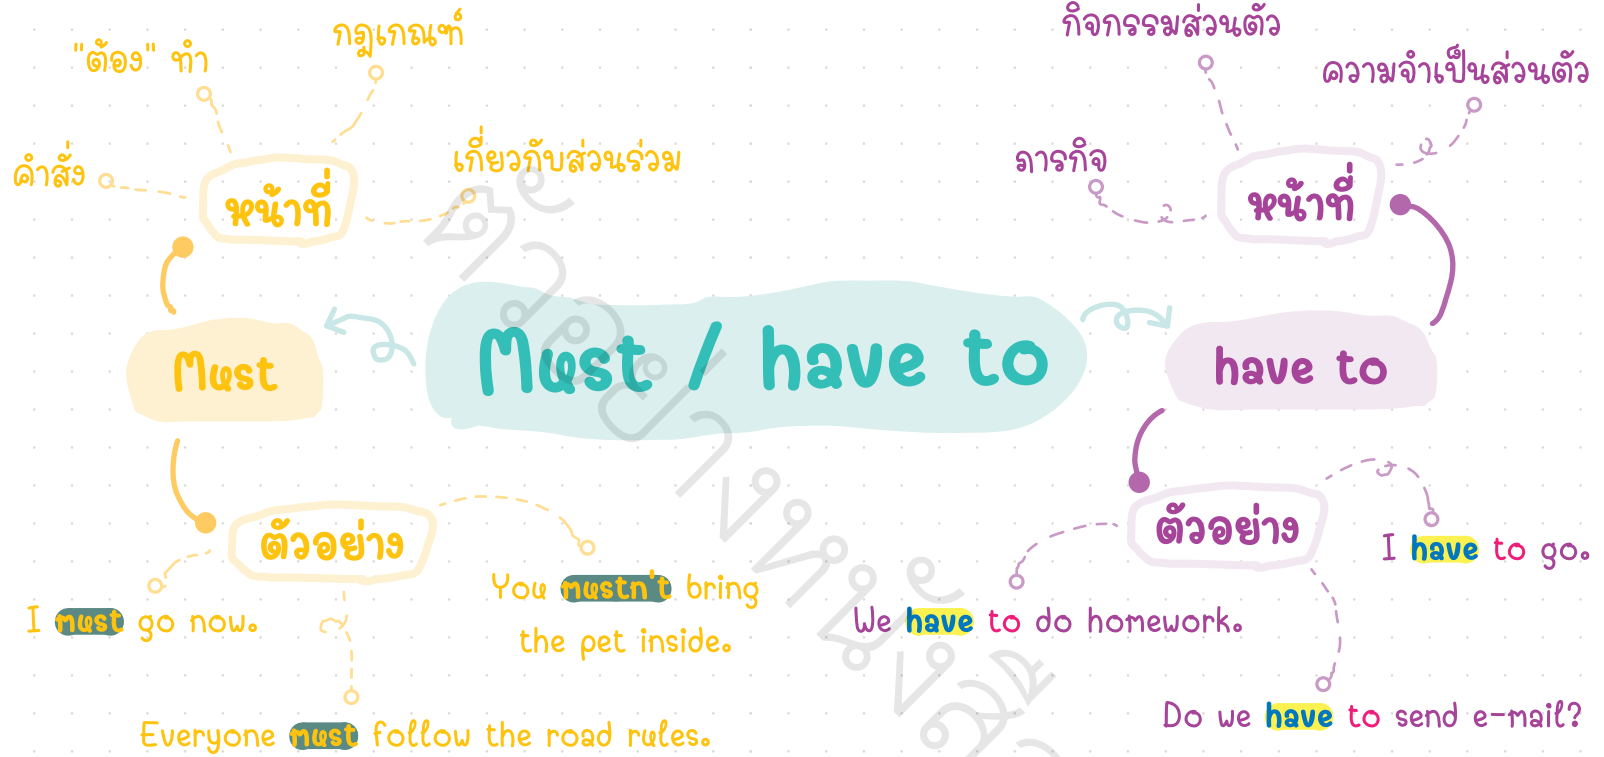 "ต้อง" ทำ
กฎเกณฑ์
คำสั่ง
เกี่ยวกับส่วนร่วม
หน้าที่
กิจกรรมส่วนตัว
ความจำเป็นส่วนตัว
ภารกิจ
หน้าที่
Must / have to
Must
have to
ตัวอย่าง
I must go now.
You mustn't bring
the pet inside.
Everyone must follow the road rules.
ตัวอย่าง
I have to go.
We have to do homework.
Do we have to send e-mail?